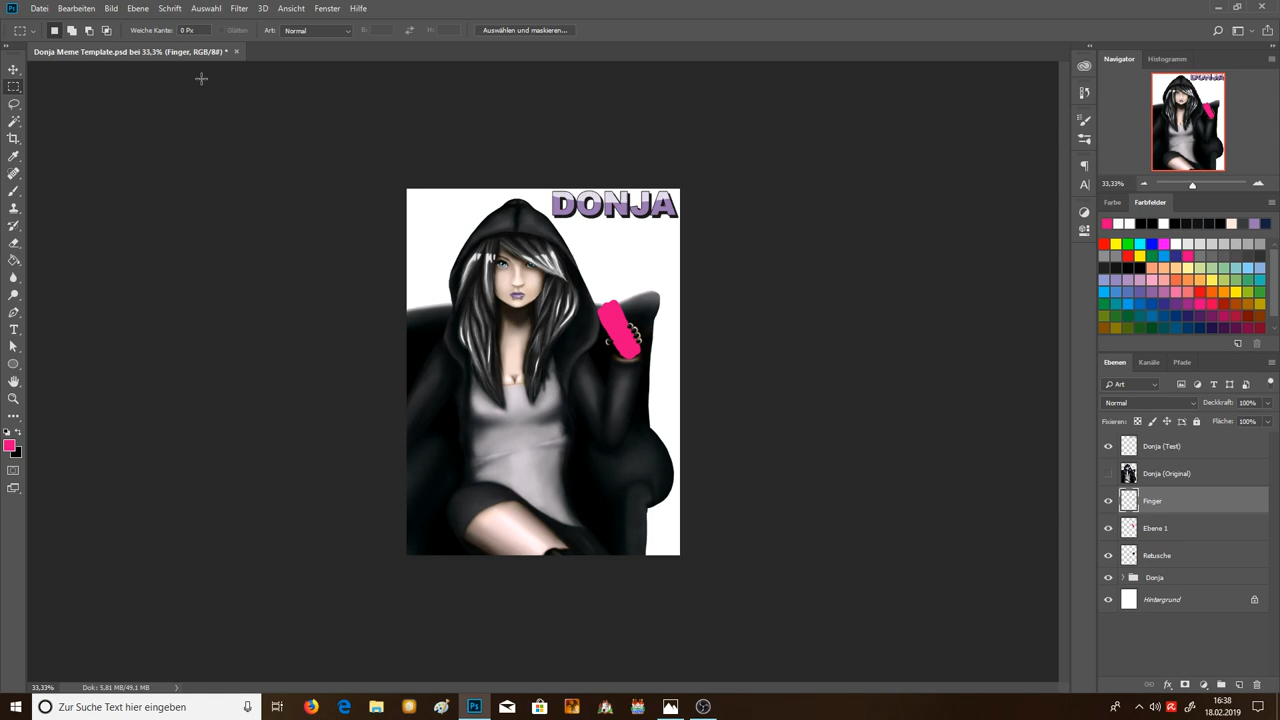 Datei Bearbeiten Bild Ebene Schrift Auswahl Filter 3D Ansicht Fenster Hilfe
Weiche Kante: 0 Px Glätten Art: Normal B: H: Auswählen und maskieren...
Donja Meme Template.psd bei 33,3% (Finger, RGB/8#) * ×
Navigator Histogramm
DONJA
33,33%
Farbe Farbfelder
DONJA
Ebenen Kanäle Pfade
Art
Normal Deckkraft: 100%
Fixieren: Fläche: 100%
Donja (Test)
Donja (Original)
Finger
Ebene 1
Retusche
Donja
Hintergrund
33,33% Dok: 5,81 MB/49,1 MB
Zur Suche Text hier eingeben
16:38
18.02.2019